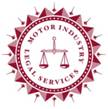 MOTOR INDUSTRY
LEGAL SERVICES